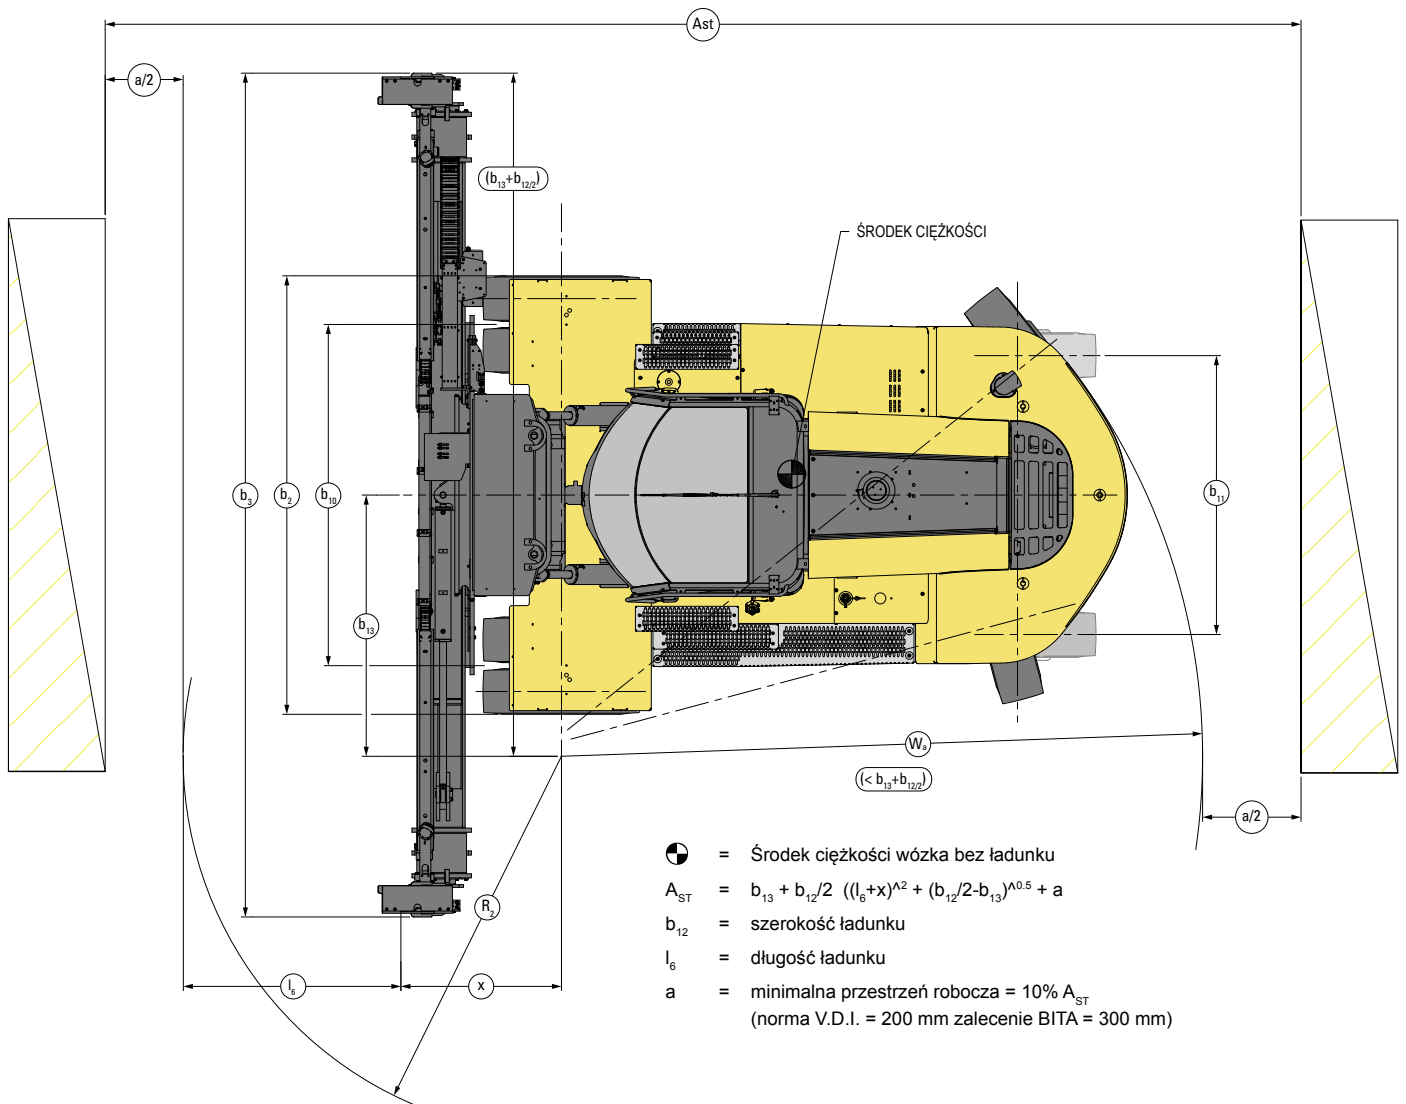 Ast
a/2
(b13+b12/2)
ŚRODEK CIĘŻKOŚCI
b3
b2
b10
b11
b13
Wa
(< b13+b12/2)
a/2
R2
l6
x
= Środek ciężkości wózka bez ładunku
AST = b13 + b12/2 ((l6+x)^2 + (b12/2-b13)^0.5 + a
b12 = szerokość ładunku
l6 = długość ładunku
a = minimalna przestrzeń robocza = 10% AST
(norma V.D.I. = 200 mm zalecenie BITA = 300 mm)